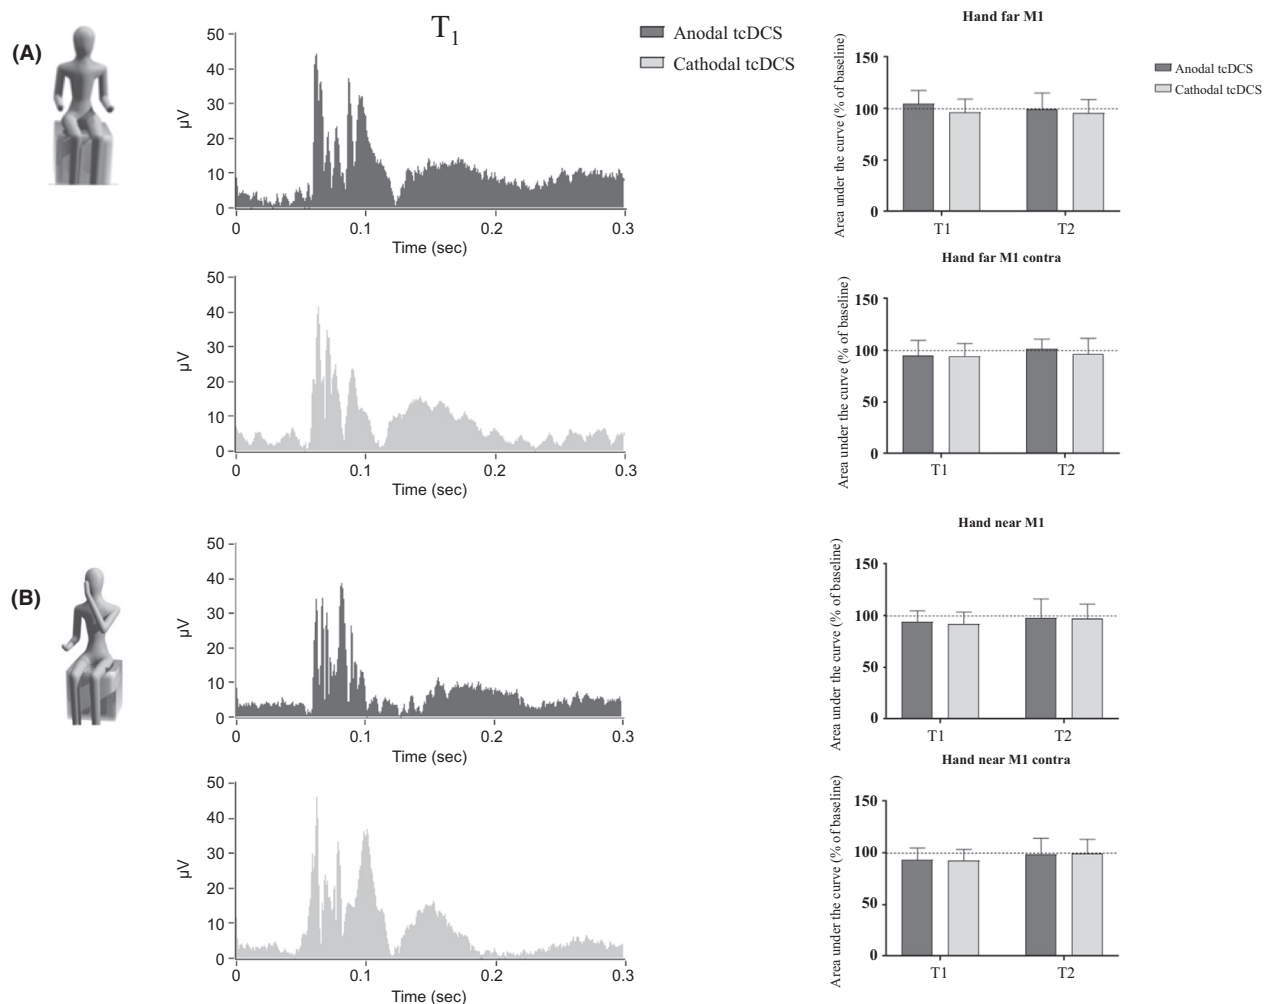 (A)
T1
Anodal tcDCS
Cathodal tcDCS
50
40
30
20
10
0
µV
0 0.1 0.2 0.3
Time (sec)
Hand far M1
Anodal tcDCS
Cathodal tcDCS
Area under the curve (% of baseline)
150
100
50
0
T1 T2
50
40
30
20
10
0
µV
0 0.1 0.2 0.3
Time (sec)
Hand far M1 contra
Area under the curve (% of baseline)
150
100
50
0
T1 T2
(B)
50
40
30
20
10
0
µV
0 0.1 0.2 0.3
Time (sec)
Hand near M1
Area under the curve (% of baseline)
150
100
50
0
T1 T2
50
40
30
20
10
0
µV
0 0.1 0.2 0.3
Time (sec)
Hand near M1 contra
Area under the curve (% of baseline)
150
100
50
0
T1 T2